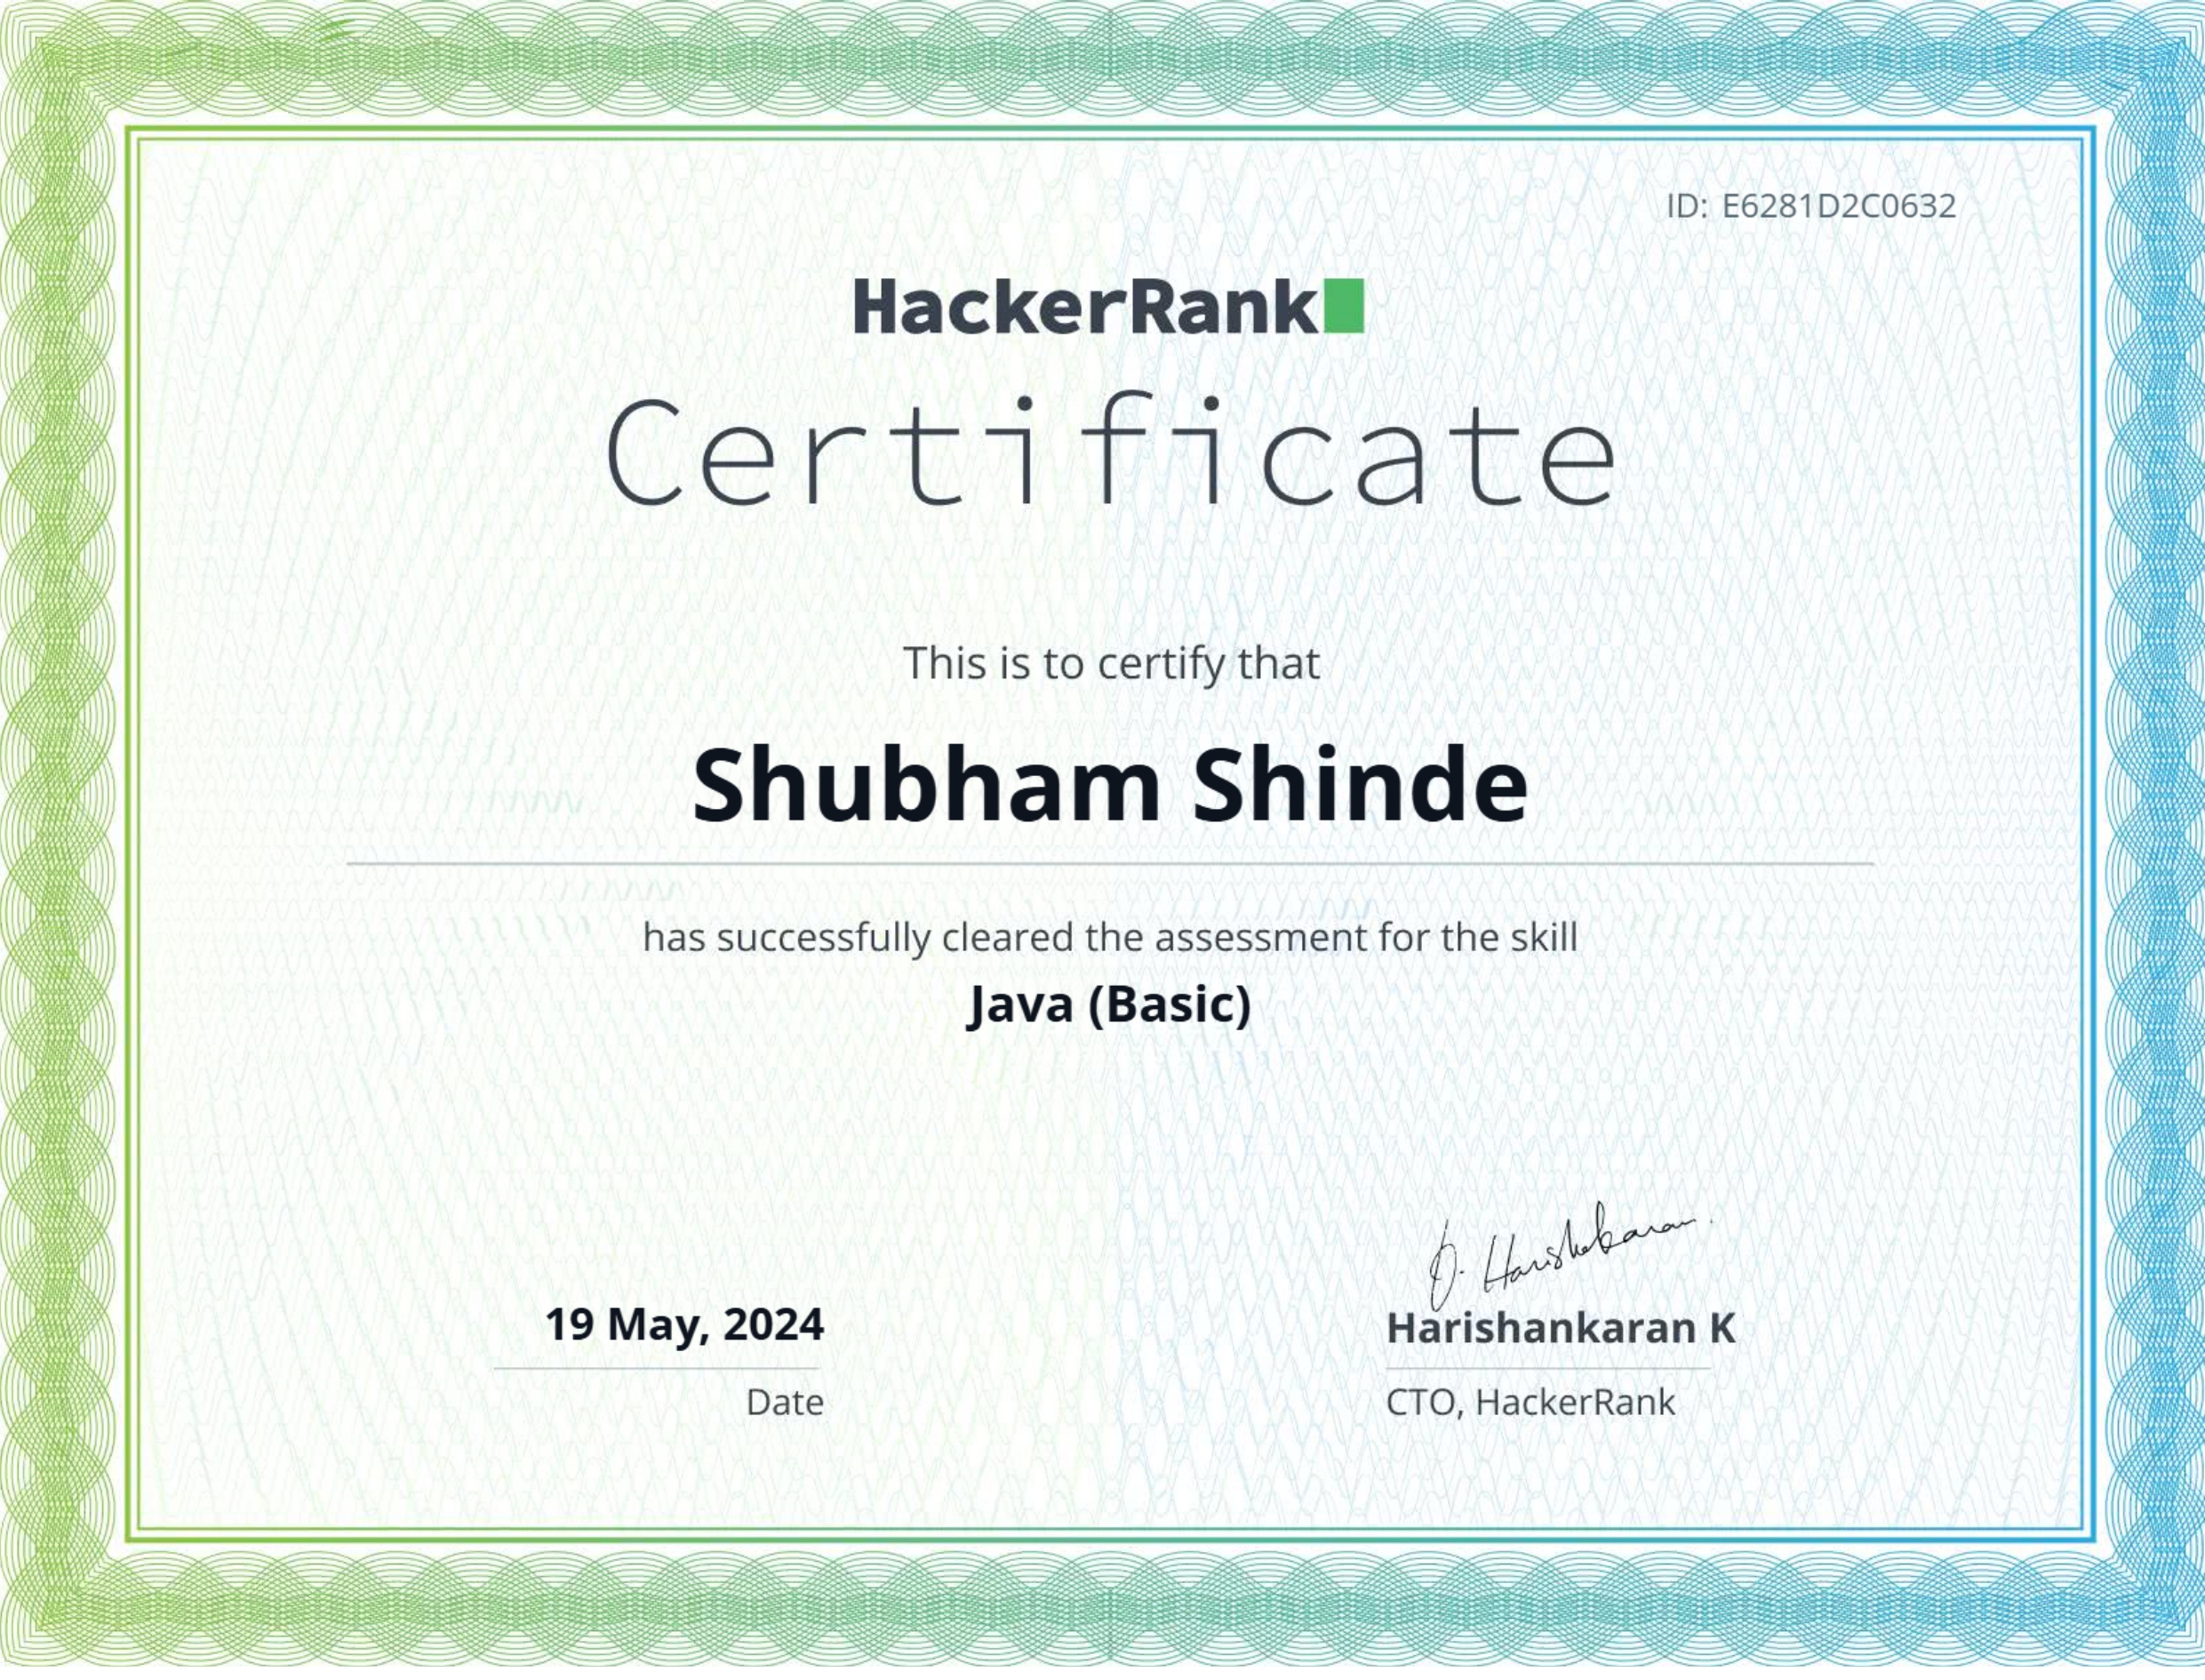 ID: E6281D2C0632
HackerRank
Certificate
This is to certify that
Shubham Shinde
has successfully cleared the assessment for the skill
Java (Basic)
19 May, 2024
Date
Harishankaran K
CTO, HackerRank